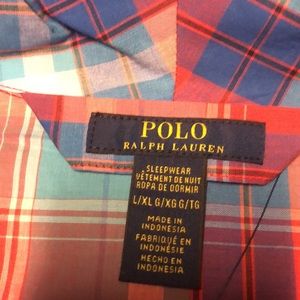 POLO
RALPH LAUREN
SLEEPWEAR
VÊTEMENT DE NUIT
ROPA DE DORMIR
L/XL G/XG G/TG
MADE IN
INDONESIA
FABRIQUÉ EN
INDONÉSIE
HECHO EN
INDONESIA